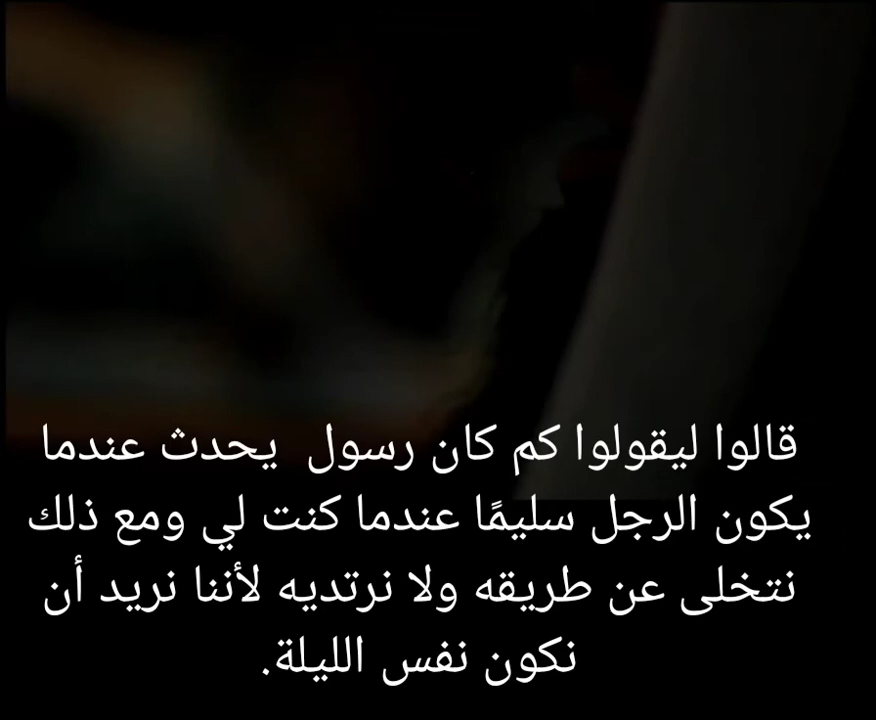 قالوا ليقولوا كم كان رسول  يحدث عندما
يكون الرجل سليمًا عندما كنت لي ومع ذلك
نتخلى عن طريقه ولا نرتديه لأننا نريد أن
نكون نفس الليلة.